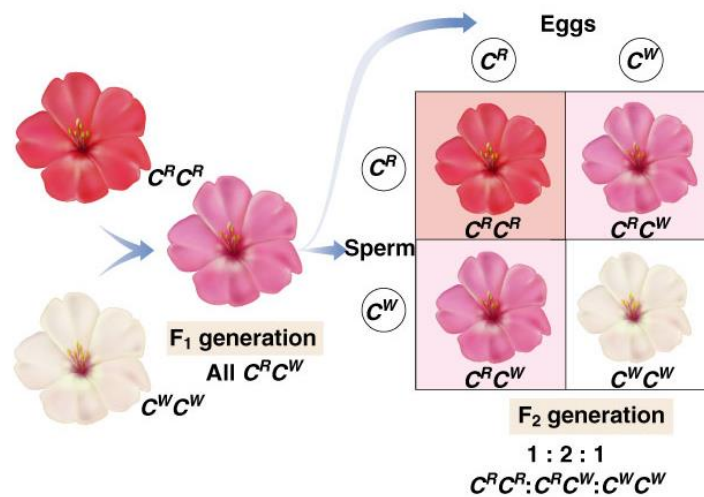 Eggs
C^R
C^W
C^R C^R
C^R
C^R C^R
C^R C^W
Sperm
F₁ generation
All C^R C^W
C^W
C^W C^W
C^R C^W
C^W C^W
F₂ generation
1 : 2 : 1
C^R C^R : C^R C^W : C^W C^W